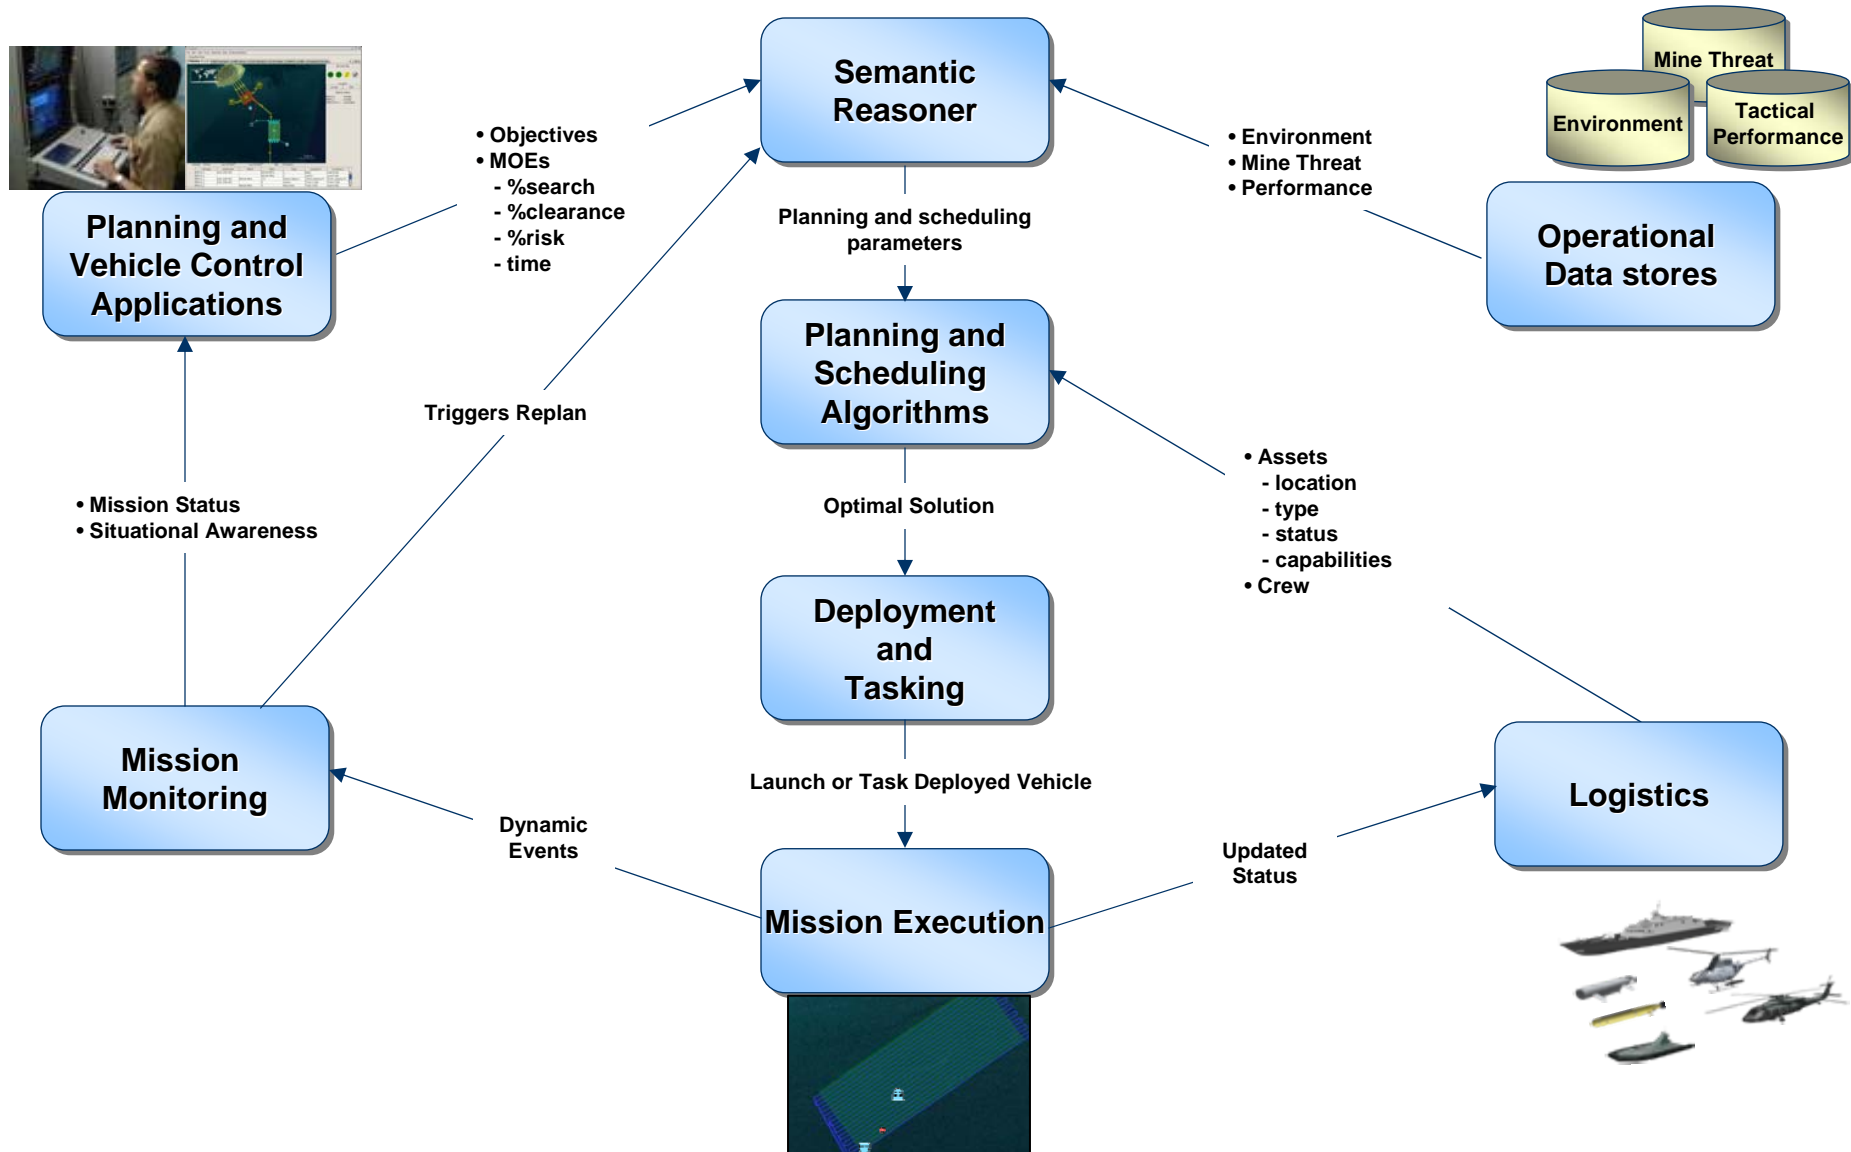 Semantic
Reasoner
Mine Threat
Environment
Tactical
Performance
• Objectives
• MOEs
- %search
- %clearance
- %risk
- time
• Environment
• Mine Threat
• Performance
Planning and
Vehicle Control
Applications
Planning and scheduling
parameters
Operational
Data stores
Planning and
Scheduling
Algorithms
Triggers Replan
• Mission Status
• Situational Awareness
Optimal Solution
• Assets
- location
- type
- status
- capabilities
• Crew
Deployment
and
Tasking
Mission
Monitoring
Launch or Task Deployed Vehicle
Logistics
Dynamic
Events
Updated
Status
Mission Execution